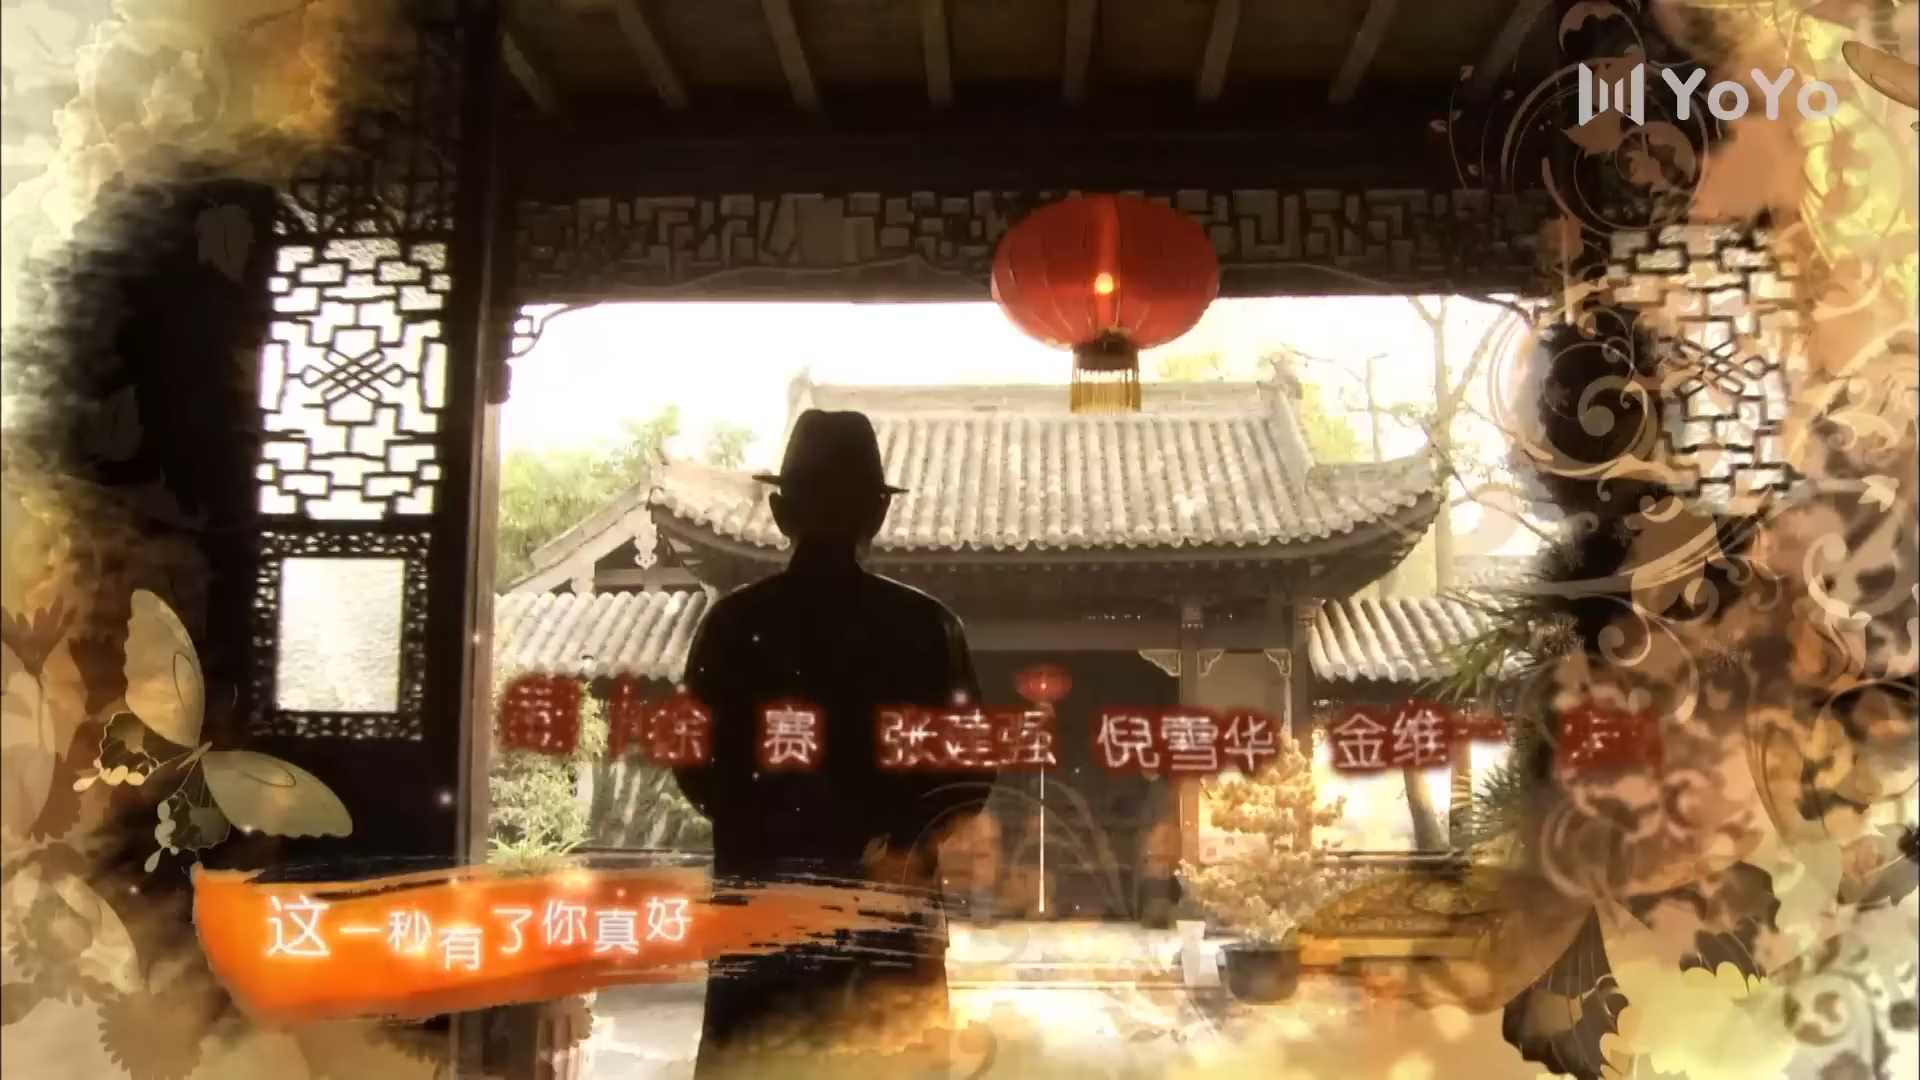 YoYo
徐 赛 张建强 倪雪华 金维一
这一秒有了你真好